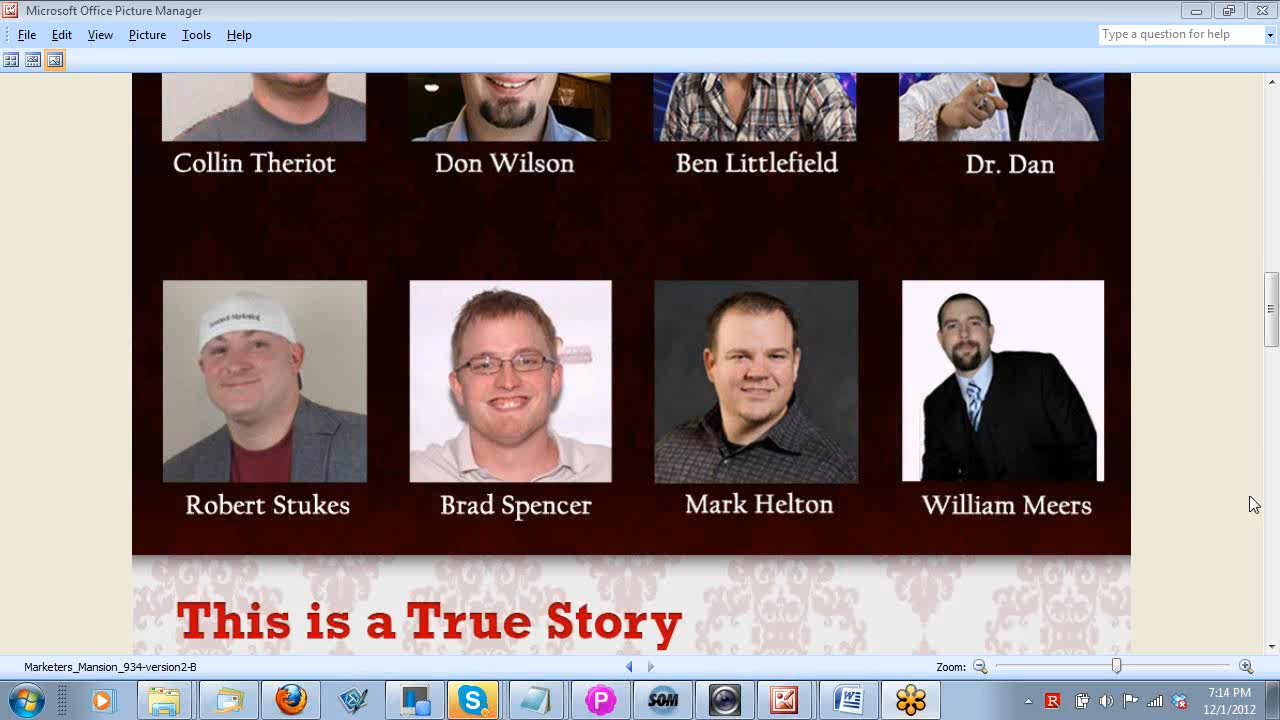 Microsoft Office Picture Manager
File Edit View Picture Tools Help
Type a question for help
Collin Theriot Don Wilson Ben Littlefield Dr. Dan
Robert Stukes Brad Spencer Mark Helton William Meers
This is a True Story
Marketers_Mansion_934-version2-B
Zoom:
SOM
7:14 PM
12/1/2012